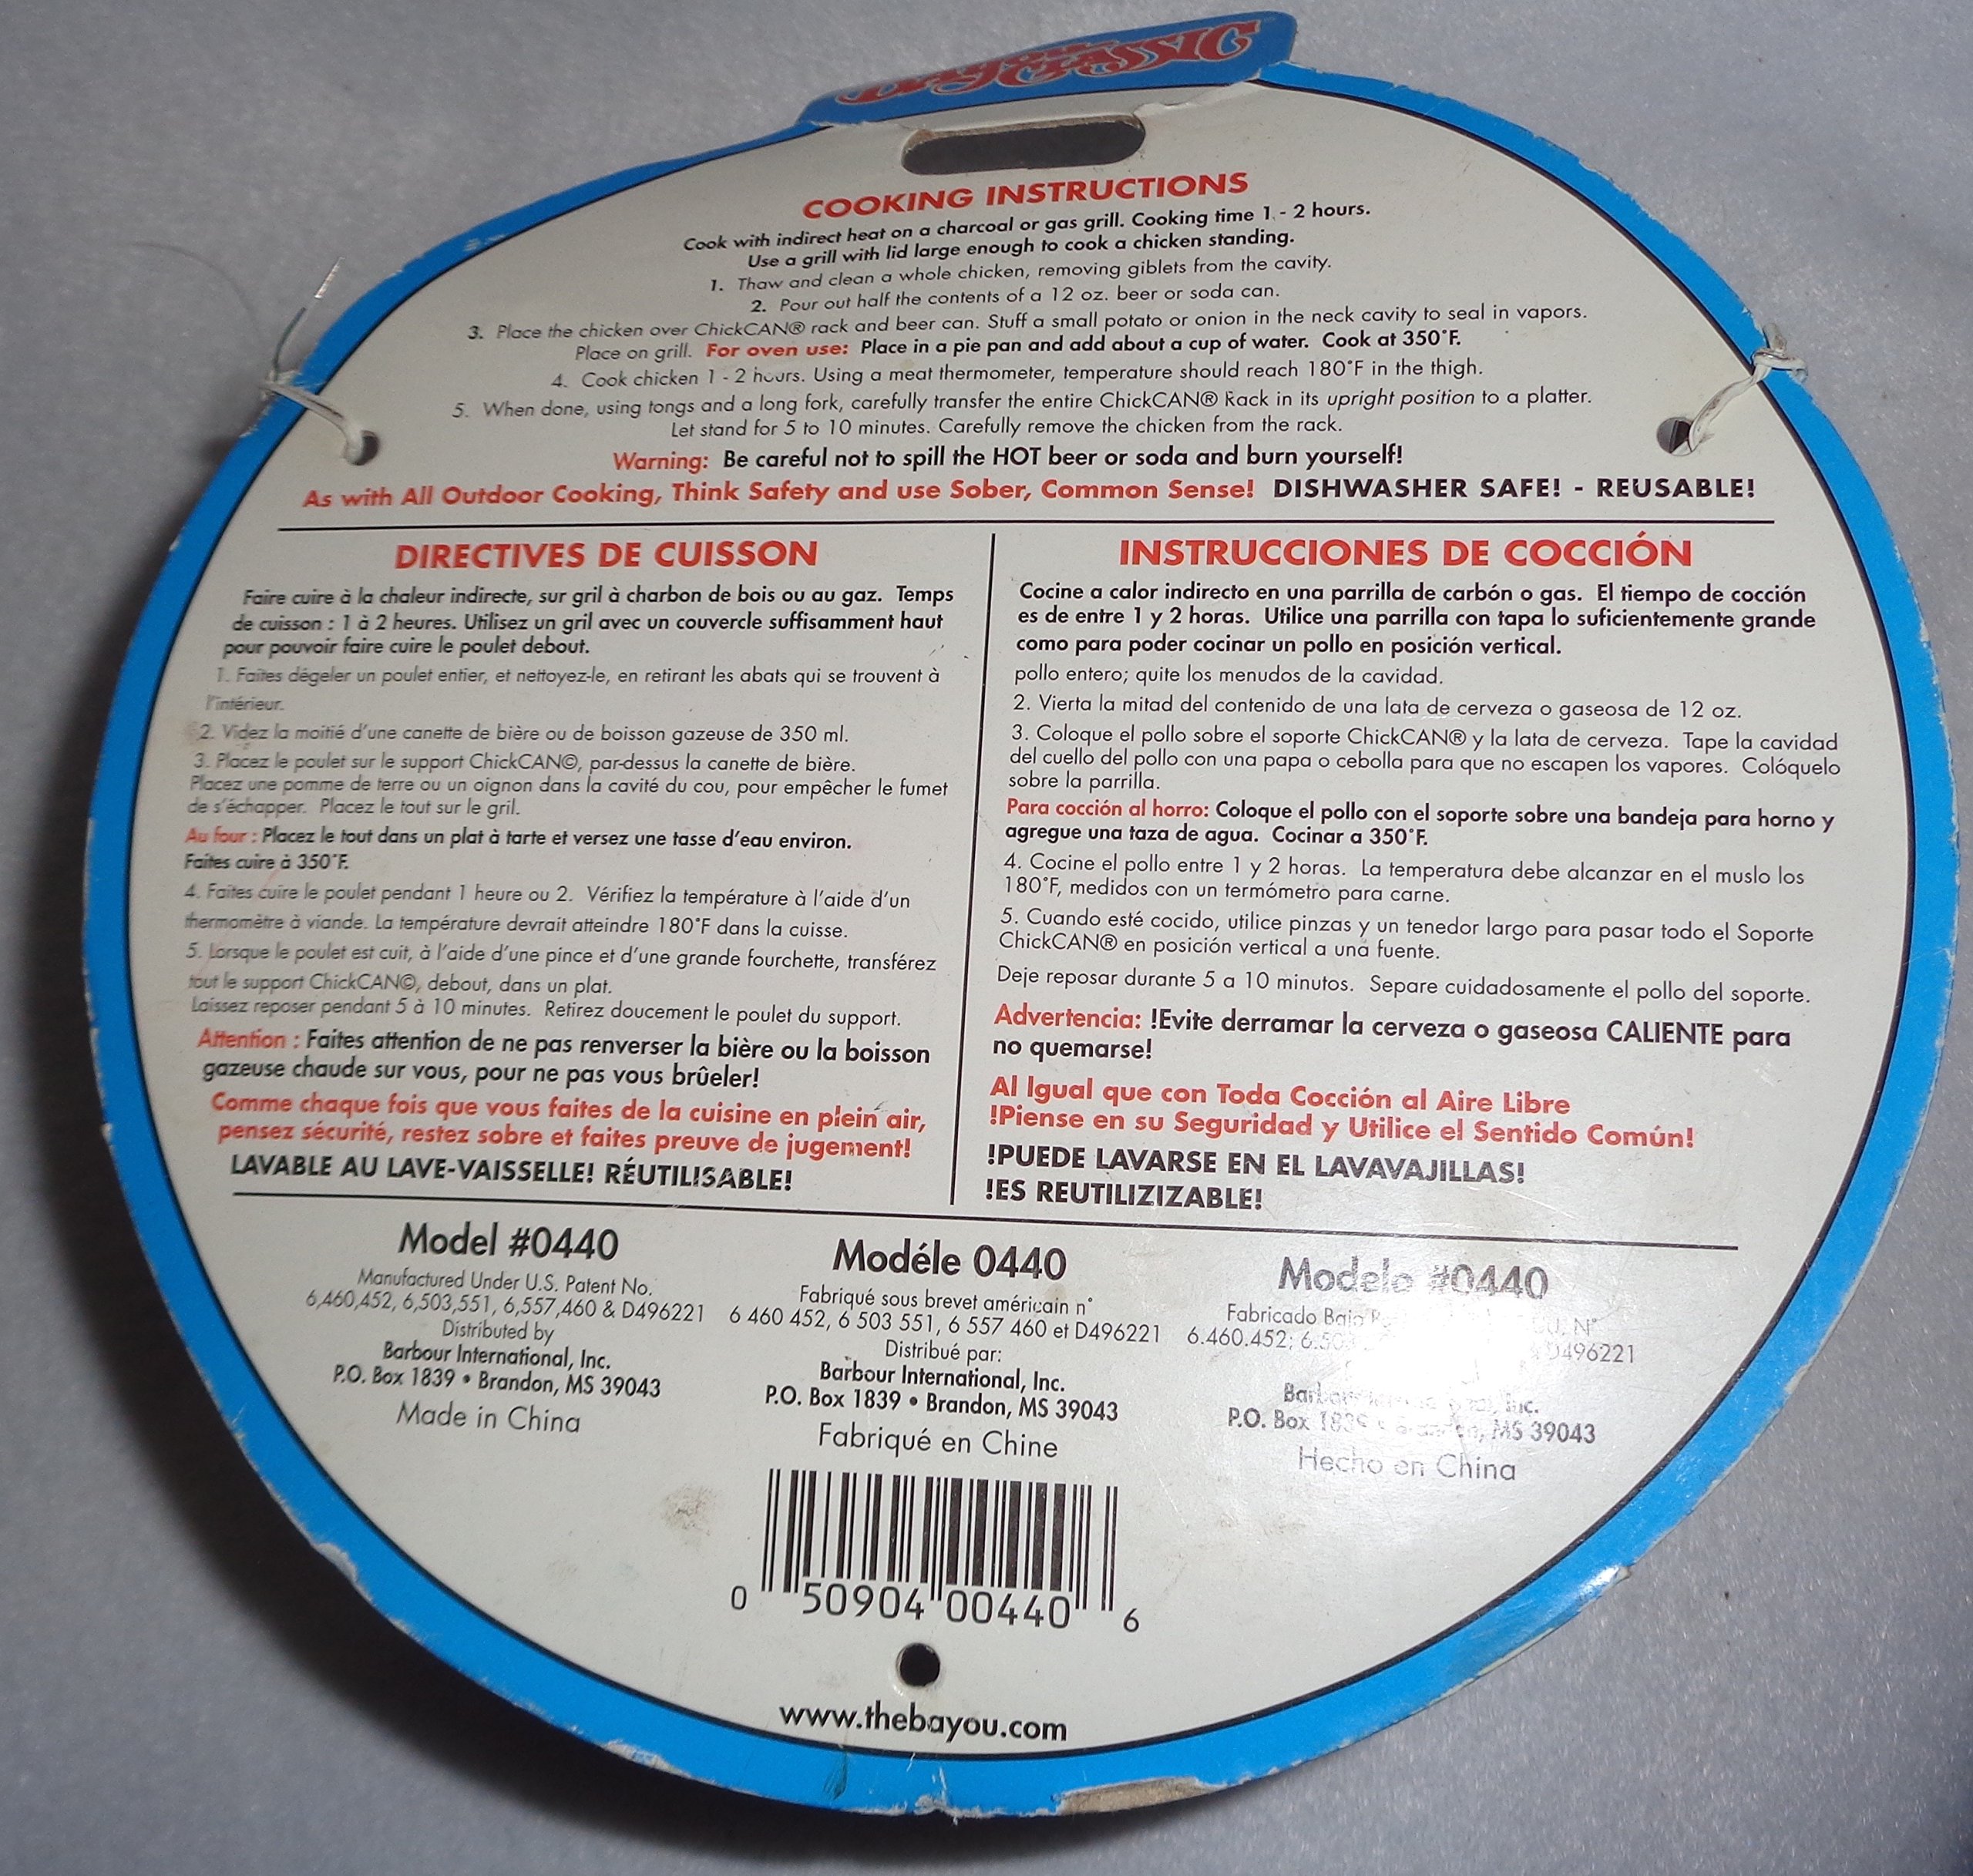 Bayou Classic
COOKING INSTRUCTIONS
Cook with indirect heat on a charcoal or gas grill. Cooking time 1 - 2 hours.
Use a grill with lid large enough to cook a chicken standing.
1. Thaw and clean a whole chicken, removing giblets from the cavity.
2. Pour out half the contents of a 12 oz. beer or soda can.
3. Place the chicken over ChickCAN® rack and beer can. Stuff a small potato or onion in the neck cavity to seal in vapors.
Place on grill. For oven use: Place in a pie pan and add about a cup of water. Cook at 350°F.
4. Cook chicken 1 - 2 hours. Using a meat thermometer, temperature should reach 180°F in the thigh.
5. When done, using tongs and a long fork, carefully transfer the entire ChickCAN® Rack in its upright position to a platter.
Let stand for 5 to 10 minutes. Carefully remove the chicken from the rack.
Warning: Be careful not to spill the HOT beer or soda and burn yourself!
As with All Outdoor Cooking, Think Safety and use Sober, Common Sense! DISHWASHER SAFE! - REUSABLE!
DIRECTIVES DE CUISSON
Faire cuire à la chaleur indirecte, sur gril à charbon de bois ou au gaz. Temps
de cuisson : 1 à 2 heures. Utilisez un gril avec un couvercle suffisamment haut
pour pouvoir faire cuire le poulet debout.
1. Faites dégeler un poulet entier, et nettoyez-le, en retirant les abats qui se trouvent à
l'intérieur.
2. Videz la moitié d'une canette de bière ou de boisson gazeuse de 350 ml.
3. Placez le poulet sur le support ChickCAN©, par-dessus la canette de bière.
Placez une pomme de terre ou un oignon dans la cavité du cou, pour empêcher le fumet
de s'échapper. Placez le tout sur le gril.
Au four : Placez le tout dans un plat à tarte et versez une tasse d'eau environ.
Faites cuire à 350°F.
4. Faites cuire le poulet pendant 1 heure ou 2. Vérifiez la température à l'aide d'un
thermomètre à viande. La température devrait atteindre 180°F dans la cuisse.
5. Lorsque le poulet est cuit, à l'aide d'une pince et d'une grande fourchette, transférez
tout le support ChickCAN©, debout, dans un plat.
Laissez reposer pendant 5 à 10 minutes. Retirez doucement le poulet du support.
Attention : Faites attention de ne pas renverser la bière ou la boisson
gazeuse chaude sur vous, pour ne pas vous brûeler!
Comme chaque fois que vous faites de la cuisine en plein air,
pensez sécurité, restez sobre et faites preuve de jugement!
LAVABLE AU LAVE-VAISSELLE! RÉUTILISABLE!
INSTRUCCIONES DE COCCIÓN
Cocine a calor indirecto en una parrilla de carbón o gas. El tiempo de cocción
es de entre 1 y 2 horas. Utilice una parrilla con tapa lo suficientemente grande
como para poder cocinar un pollo en posición vertical.
pollo entero; quite los menudos de la cavidad.
2. Vierta la mitad del contenido de una lata de cerveza o gaseosa de 12 oz.
3. Coloque el pollo sobre el soporte ChickCAN® y la lata de cerveza. Tape la cavidad
del cuello del pollo con una papa o cebolla para que no escapen los vapores. Colóquelo
sobre la parrilla.
Para cocción al horro: Coloque el pollo con el soporte sobre una bandeja para horno y
agregue una taza de agua. Cocinar a 350°F.
4. Cocine el pollo entre 1 y 2 horas. La temperatura debe alcanzar en el muslo los
180°F, medidos con un termómetro para carne.
5. Cuando esté cocido, utilice pinzas y un tenedor largo para pasar todo el Soporte
ChickCAN® en posición vertical a una fuente.
Deje reposar durante 5 a 10 minutos. Separe cuidadosamente el pollo del soporte.
Advertencia: !Evite derramar la cerveza o gaseosa CALIENTE para
no quemarse!
Al Igual que con Toda Cocción al Aire Libre
!Piense en su Seguridad y Utilice el Sentido Común!
!PUEDE LAVARSE EN EL LAVAVAJILLAS!
!ES REUTILIZIZABLE!
Model #0440
Manufactured Under U.S. Patent No.
6,460,452, 6,503,551, 6,557,460 & D496221
Distributed by
Barbour International, Inc.
P.O. Box 1839 • Brandon, MS 39043
Made in China
Modéle 0440
Fabriqué sous brevet américain n°
6 460 452, 6 503 551, 6 557 460 et D496221
Distribué par:
Barbour International, Inc.
P.O. Box 1839 • Brandon, MS 39043
Fabriqué en Chine
Modelo #0440
Fabricado Bajo N°
6.460.452; D496221
Inc.
P.O. Box 1839 • Brandon, MS 39043
Hecho en China
0 50904 00440 6
www.thebayou.com